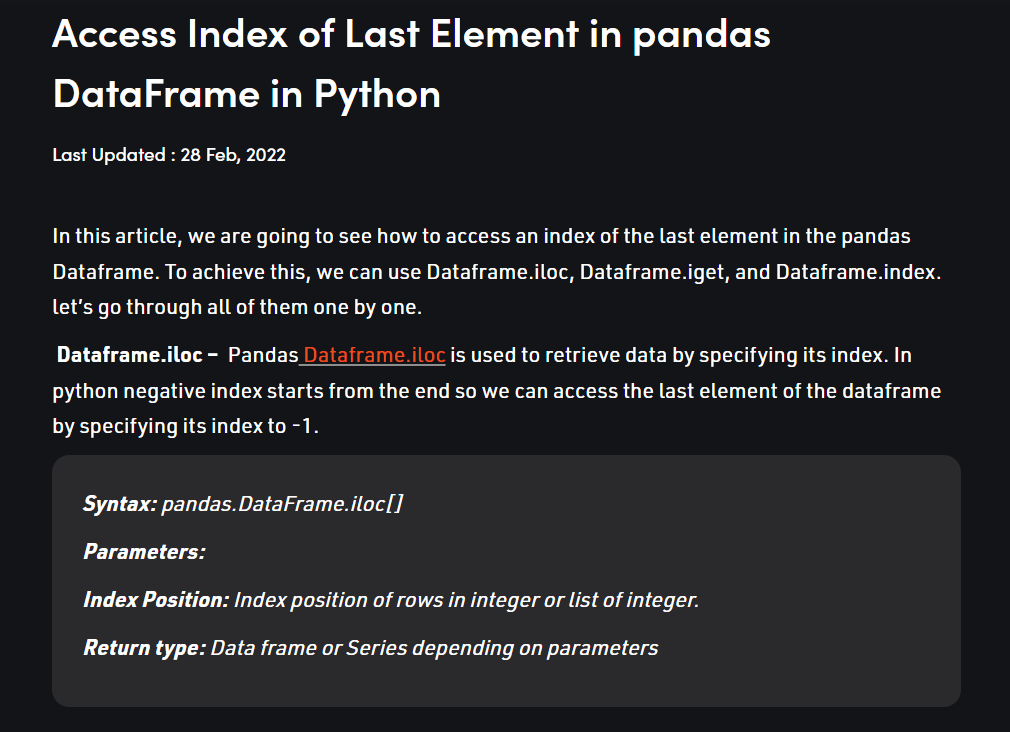 Access Index of Last Element in pandas
DataFrame in Python
Last Updated : 28 Feb, 2022
In this article, we are going to see how to access an index of the last element in the pandas
Dataframe. To achieve this, we can use Dataframe.iloc, Dataframe.iget, and Dataframe.index.
let’s go through all of them one by one.
Dataframe.iloc – Pandas Dataframe.iloc is used to retrieve data by specifying its index. In
python negative index starts from the end so we can access the last element of the dataframe
by specifying its index to -1.
Syntax: pandas.DataFrame.iloc[]
Parameters:
Index Position: Index position of rows in integer or list of integer.
Return type: Data frame or Series depending on parameters